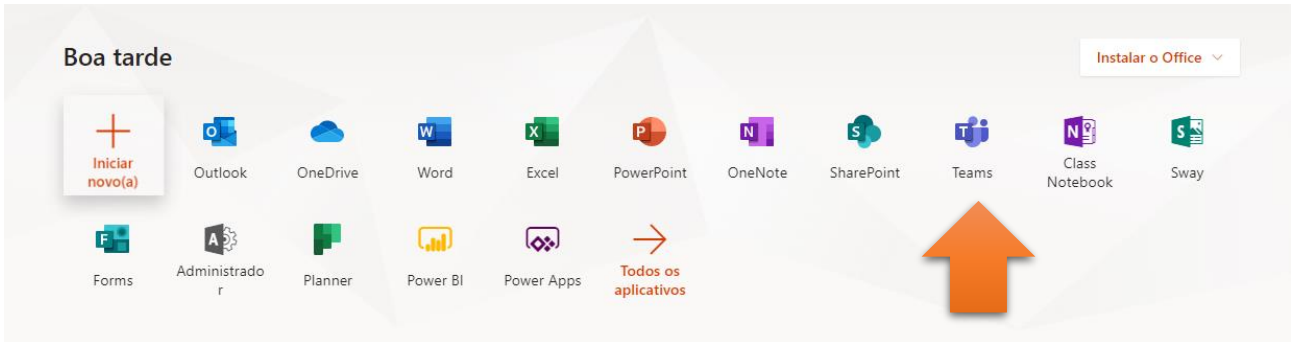 Boa tarde
Instalar o Office
Iniciar
novo(a)
Outlook
OneDrive
Word
Excel
PowerPoint
OneNote
SharePoint
Teams
Class
Notebook
Sway
Forms
Administrado
r
Planner
Power BI
Power Apps
Todos os
aplicativos